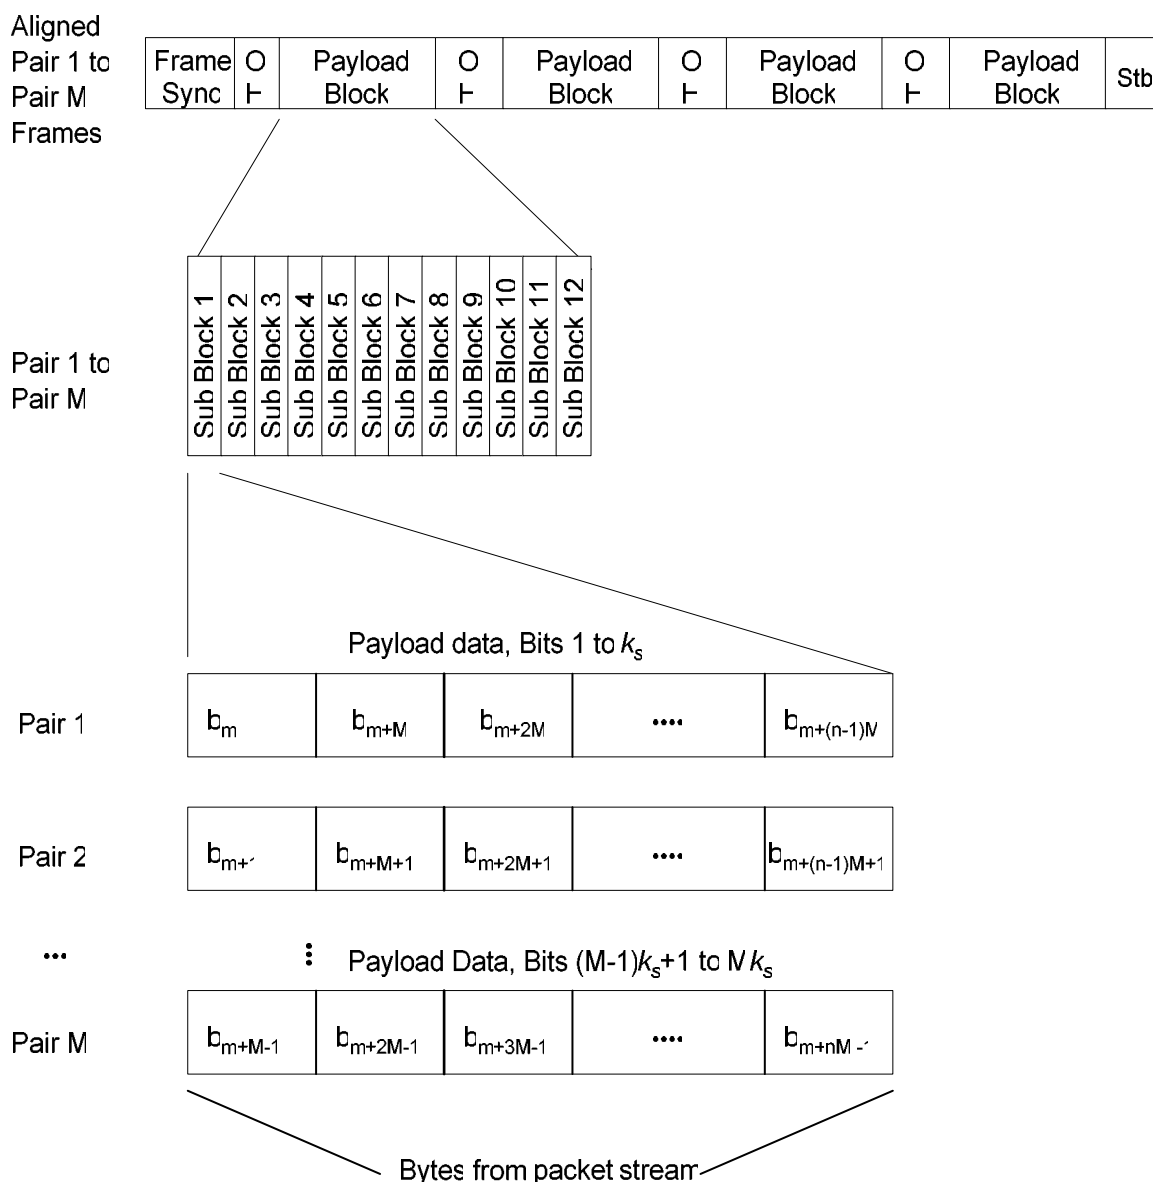 Aligned
Pair 1 to
Pair M
Frames
Frame Sync O H Payload Block O H Payload Block O H Payload Block O H Payload Block Stb
Pair 1 to
Pair M
Sub Block 1
Sub Block 2
Sub Block 3
Sub Block 4
Sub Block 5
Sub Block 6
Sub Block 7
Sub Block 8
Sub Block 9
Sub Block 10
Sub Block 11
Sub Block 12
Payload data, Bits 1 to kₛ
Pair 1 bm bm+M bm+2M .... bm+(n-1)M
Pair 2 bm+1 bm+M+1 bm+2M+1 .... bm+(n-1)M+1
... ⋮ Payload Data, Bits (M-1)kₛ+1 to Mkₛ
Pair M bm+M-1 bm+2M-1 bm+3M-1 .... bm+nM-1
Bytes from packet stream